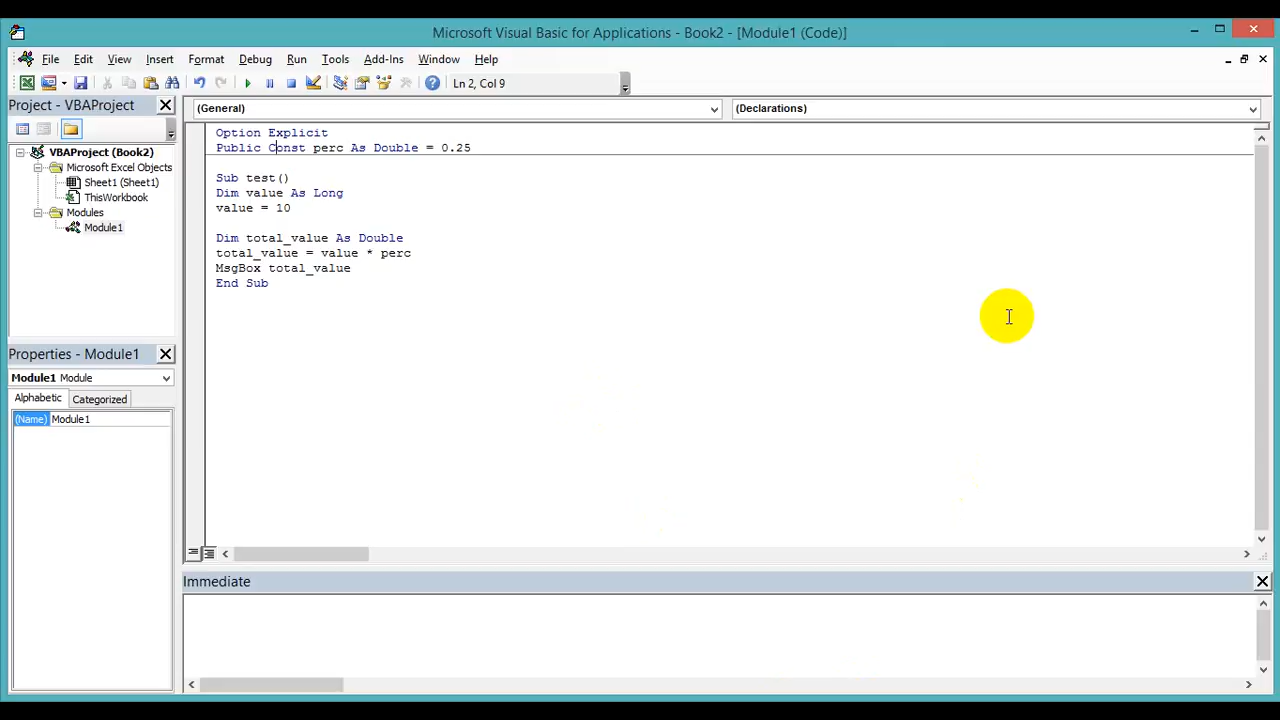 Microsoft Visual Basic for Applications - Book2 - [Module1 (Code)]
File Edit View Insert Format Debug Run Tools Add-Ins Window Help
Ln 2, Col 9
Project - VBAProject
(General)
(Declarations)
VBAProject (Book2)
Microsoft Excel Objects
Sheet1 (Sheet1)
ThisWorkbook
Modules
Module1
Option Explicit
Public Const perc As Double = 0.25
Sub test()
Dim value As Long
value = 10
Dim total_value As Double
total_value = value * perc
MsgBox total_value
End Sub
Properties - Module1
Module1 Module
Alphabetic Categorized
(Name) Module1
Immediate